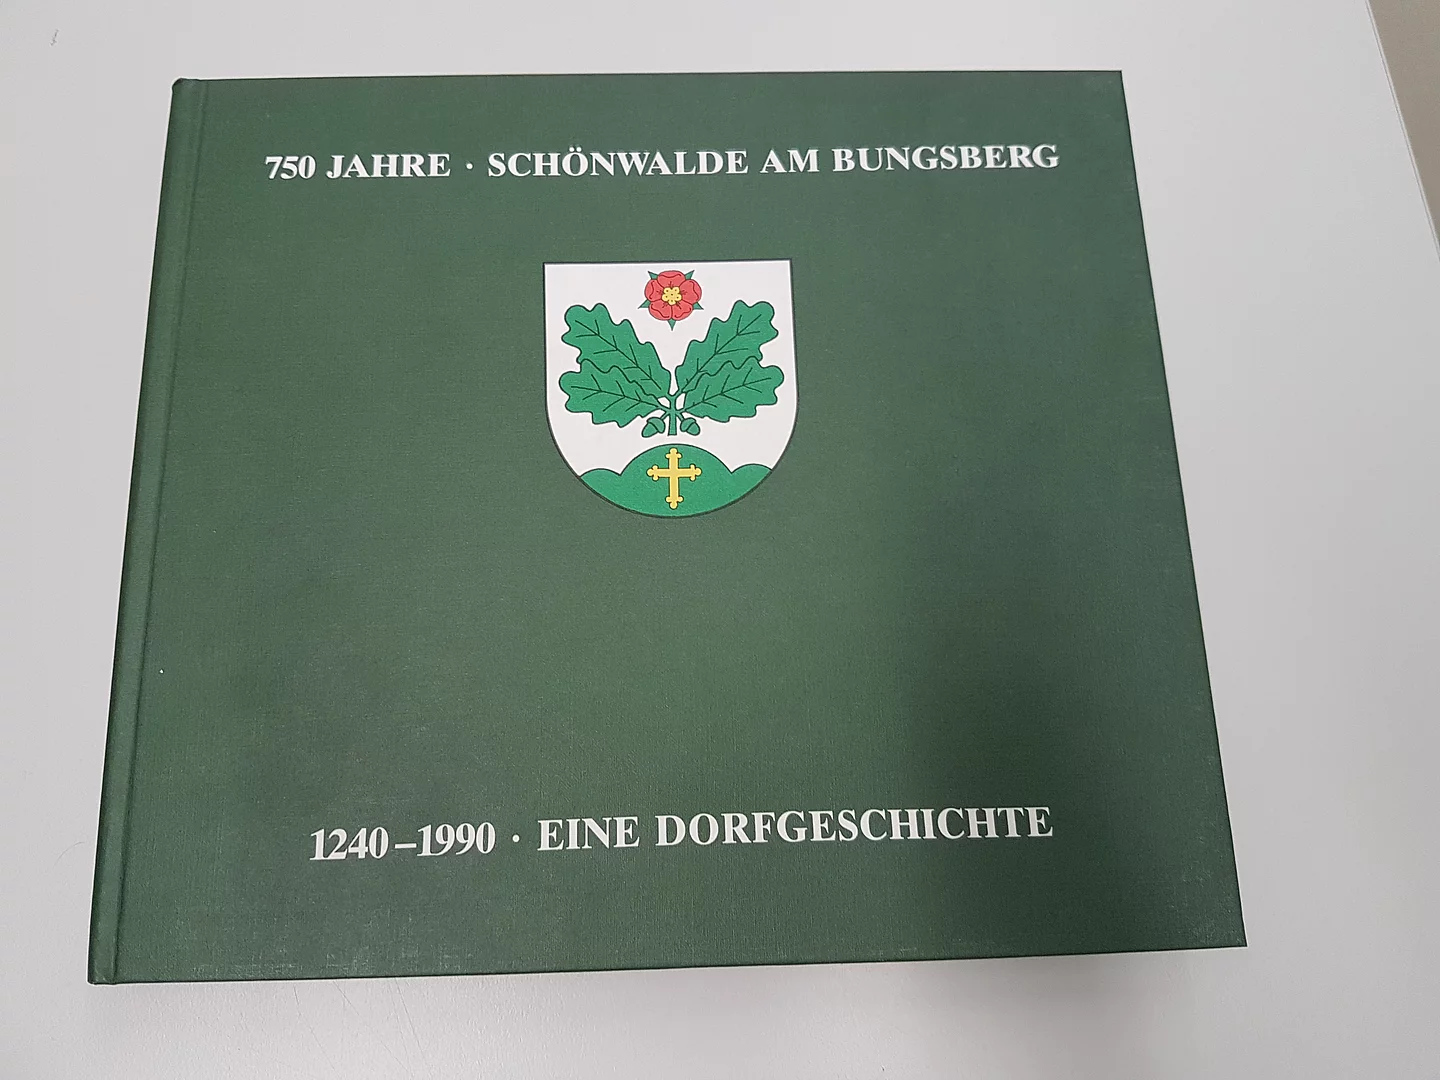 750 JAHRE · SCHÖNWALDE AM BUNGSBERG
1240–1990 · EINE DORFGESCHICHTE